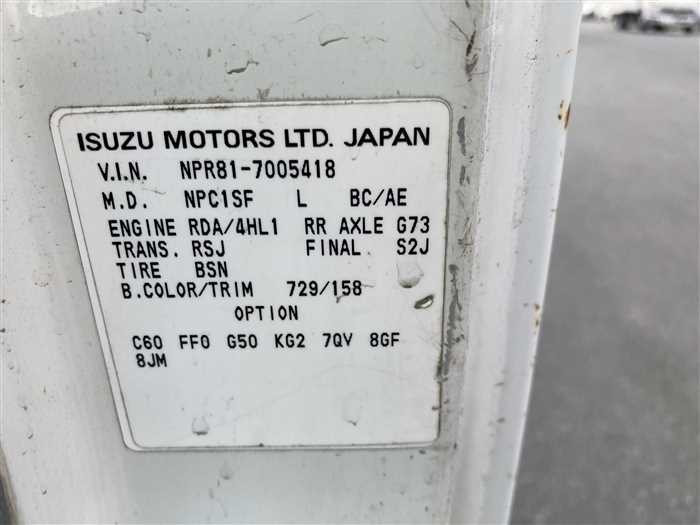 ISUZU MOTORS LTD. JAPAN
V.I.N. NPR81-7005418
M.D. NPC1SF L BC/AE
ENGINE RDA/4HL1 RR AXLE G73
TRANS. RSJ FINAL S2J
TIRE BSN
B.COLOR/TRIM 729/158
OPTION
C60 FF0 G50 KG2 7QV 8GF
8JM